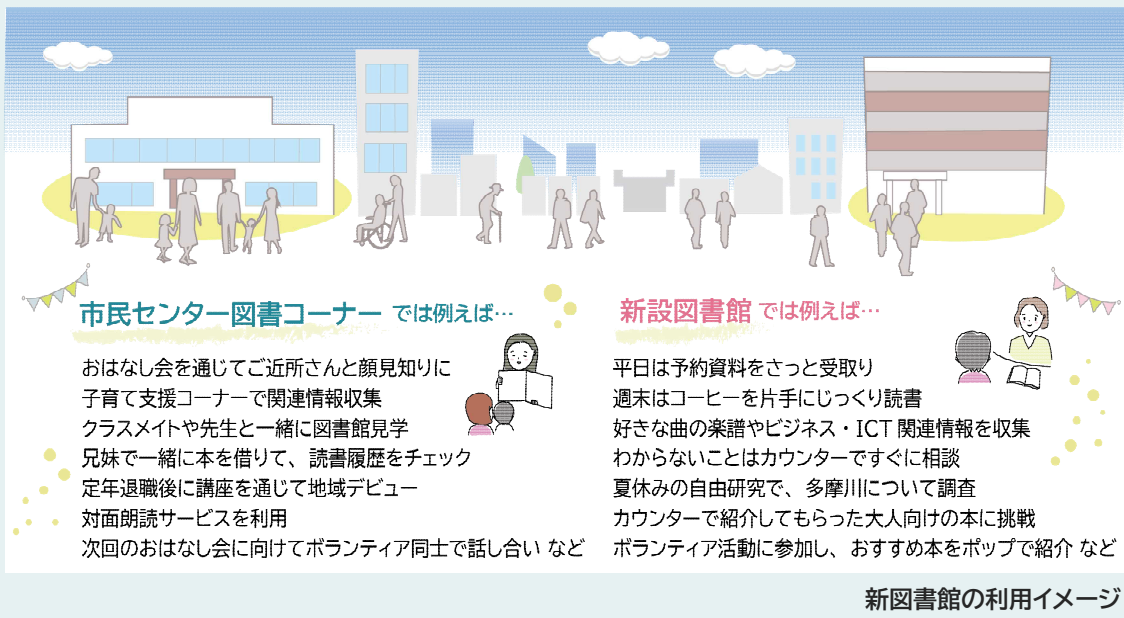 市民センター図書コーナー では例えば…
おはなし会を通じてご近所さんと顔見知りに
子育て支援コーナーで関連情報収集
クラスメイトや先生と一緒に図書館見学
兄妹で一緒に本を借りて、読書履歴をチェック
定年退職後に講座を通じて地域デビュー
対面朗読サービスを利用
次回のおはなし会に向けてボランティア同士で話し合い など
新設図書館 では例えば…
平日は予約資料をさっと受取り
週末はコーヒーを片手にじっくり読書
好きな曲の楽譜やビジネス・ICT関連情報を収集
わからないことはカウンターですぐに相談
夏休みの自由研究で、多摩川について調査
カウンターで紹介してもらった大人向けの本に挑戦
ボランティア活動に参加し、おすすめ本をポップで紹介 など
新図書館の利用イメージ